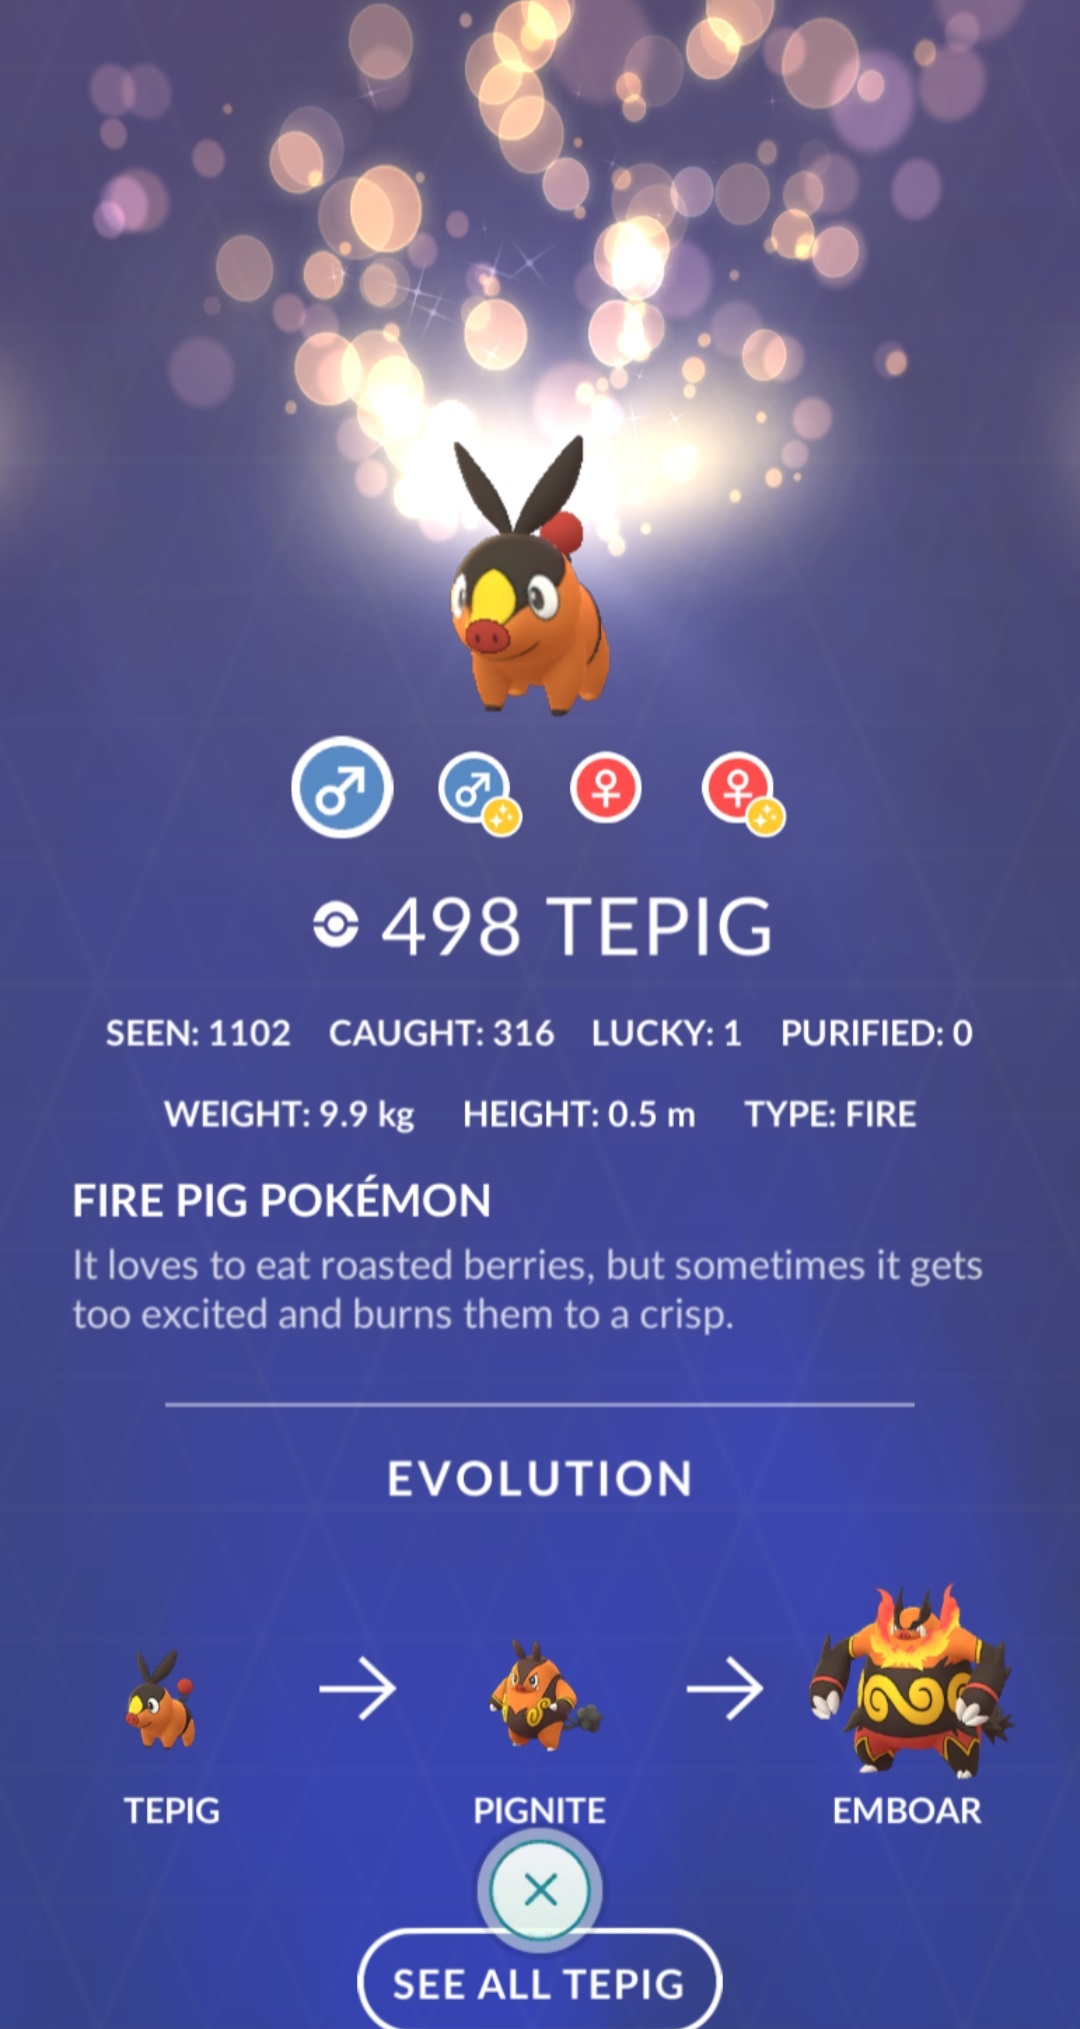 498 TEPIG
SEEN: 1102 CAUGHT: 316 LUCKY: 1 PURIFIED: 0
WEIGHT: 9.9 kg HEIGHT: 0.5 m TYPE: FIRE
FIRE PIG POKÉMON
It loves to eat roasted berries, but sometimes it gets
too excited and burns them to a crisp.
EVOLUTION
TEPIG PIGNITE EMBOAR
SEE ALL TEPIG